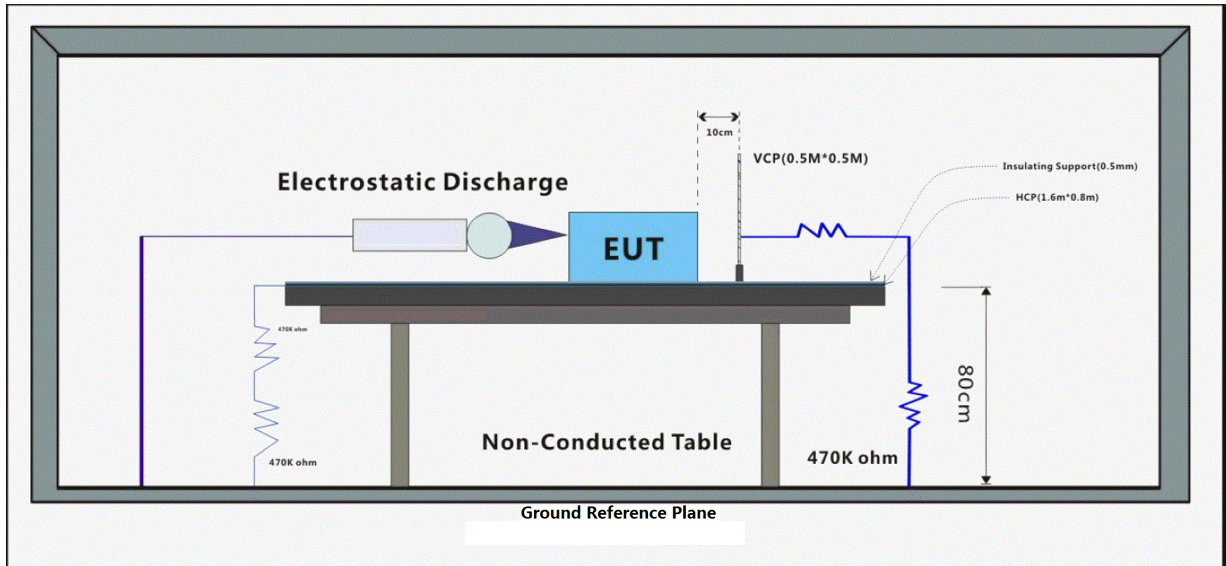 10cm
VCP(0.5M*0.5M)
Insulating Support(0.5mm)
Electrostatic Discharge
HCP(1.6m*0.8m)
EUT
470K ohm
80cm
Non-Conducted Table
470K ohm
470K ohm
Ground Reference Plane